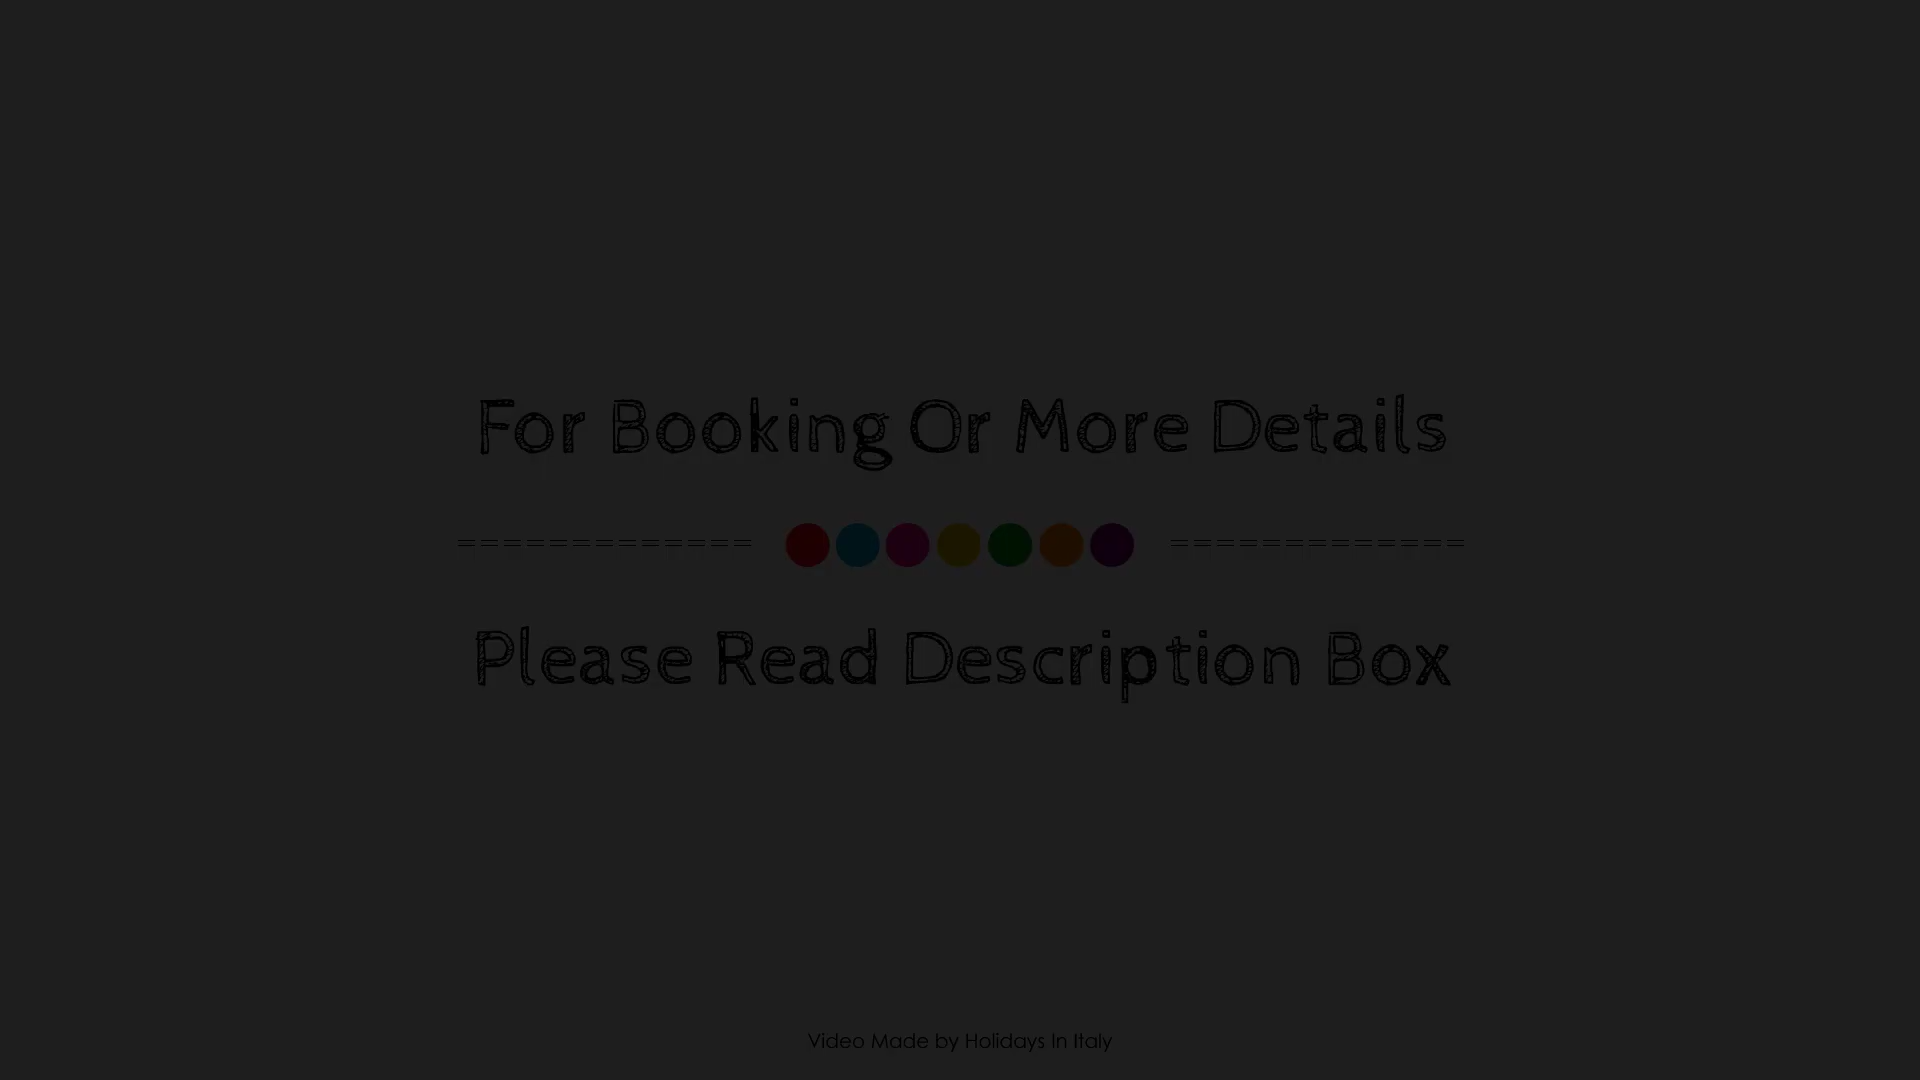 For Booking Or More Details
============= =============
Please Read Description Box
Video Made by Holidays In Italy